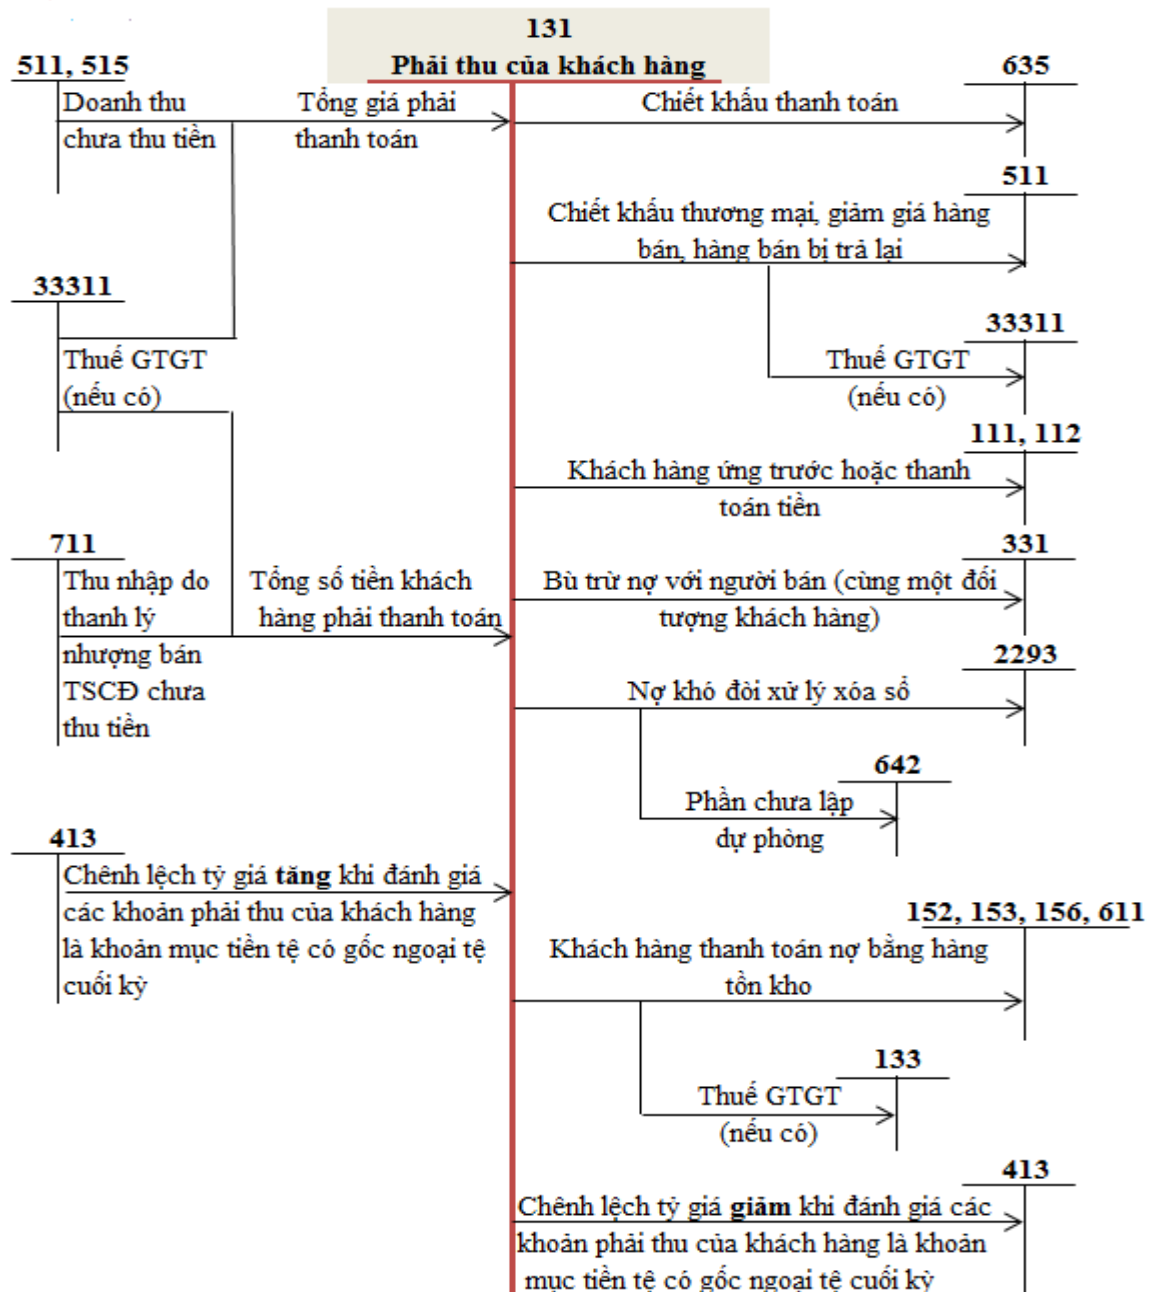 131
Phải thu của khách hàng
511, 515
Doanh thu
chưa thu tiền
Tổng giá phải
thanh toán
33311
Thuế GTGT
(nếu có)
711
Thu nhập do
thanh lý
nhượng bán
TSCĐ chưa
thu tiền
Tổng số tiền khách
hàng phải thanh toán
413
Chênh lệch tỷ giá tăng khi đánh giá
các khoản phải thu của khách hàng
là khoản mục tiền tệ có gốc ngoại tệ
cuối kỳ
635
Chiết khấu thanh toán
511
Chiết khấu thương mại, giảm giá hàng
bán, hàng bán bị trả lại
33311
Thuế GTGT
(nếu có)
111, 112
Khách hàng ứng trước hoặc thanh
toán tiền
331
Bù trừ nợ với người bán (cùng một đối
tượng khách hàng)
2293
Nợ khó đòi xử lý xóa sổ
642
Phần chưa lập
dự phòng
152, 153, 156, 611
Khách hàng thanh toán nợ bằng hàng
tồn kho
133
Thuế GTGT
(nếu có)
413
Chênh lệch tỷ giá giảm khi đánh giá các
khoản phải thu của khách hàng là khoản
mục tiền tệ có gốc ngoại tệ cuối kỳ